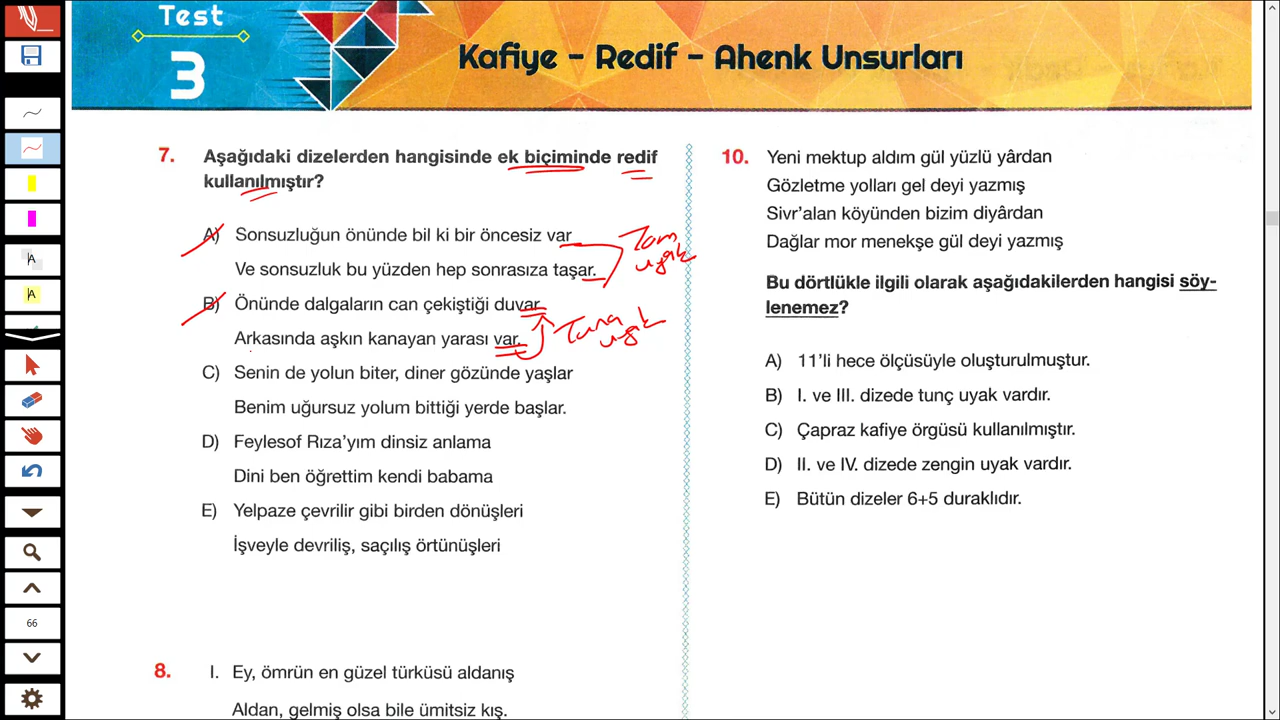 Test
3
Kafiye – Redif – Ahenk Unsurları
7. Aşağıdaki dizelerden hangisinde ek biçiminde redif
kullanılmıştır?
A) Sonsuzluğun önünde bil ki bir öncesiz var
Ve sonsuzluk bu yüzden hep sonrasıza taşar.
Tam
uyak
B) Önünde dalgaların can çekiştiği duvar
Arkasında aşkın kanayan yarası var.
uyak
C) Senin de yolun biter, diner gözünde yaşlar
Benim uğursuz yolum bittiği yerde başlar.
D) Feylesof Rıza’yım dinsiz anlama
Dini ben öğrettim kendi babama
E) Yelpaze çevrilir gibi birden dönüşleri
İşveyle devriliş, saçılış örtünüşleri
8. I. Ey, ömrün en güzel türküsü aldanış
Aldan, gelmiş olsa bile ümitsiz kış.
10. Yeni mektup aldım gül yüzlü yârdan
Gözletme yolları gel deyi yazmış
Sivr’alan köyünden bizim diyârdan
Dağlar mor menekşe gül deyi yazmış
Bu dörtlükle ilgili olarak aşağıdakilerden hangisi söy-
lenemez?
A) 11’li hece ölçüsüyle oluşturulmuştur.
B) I. ve III. dizede tunç uyak vardır.
C) Çapraz kafiye örgüsü kullanılmıştır.
D) II. ve IV. dizede zengin uyak vardır.
E) Bütün dizeler 6+5 duraklıdır.
A
A
66